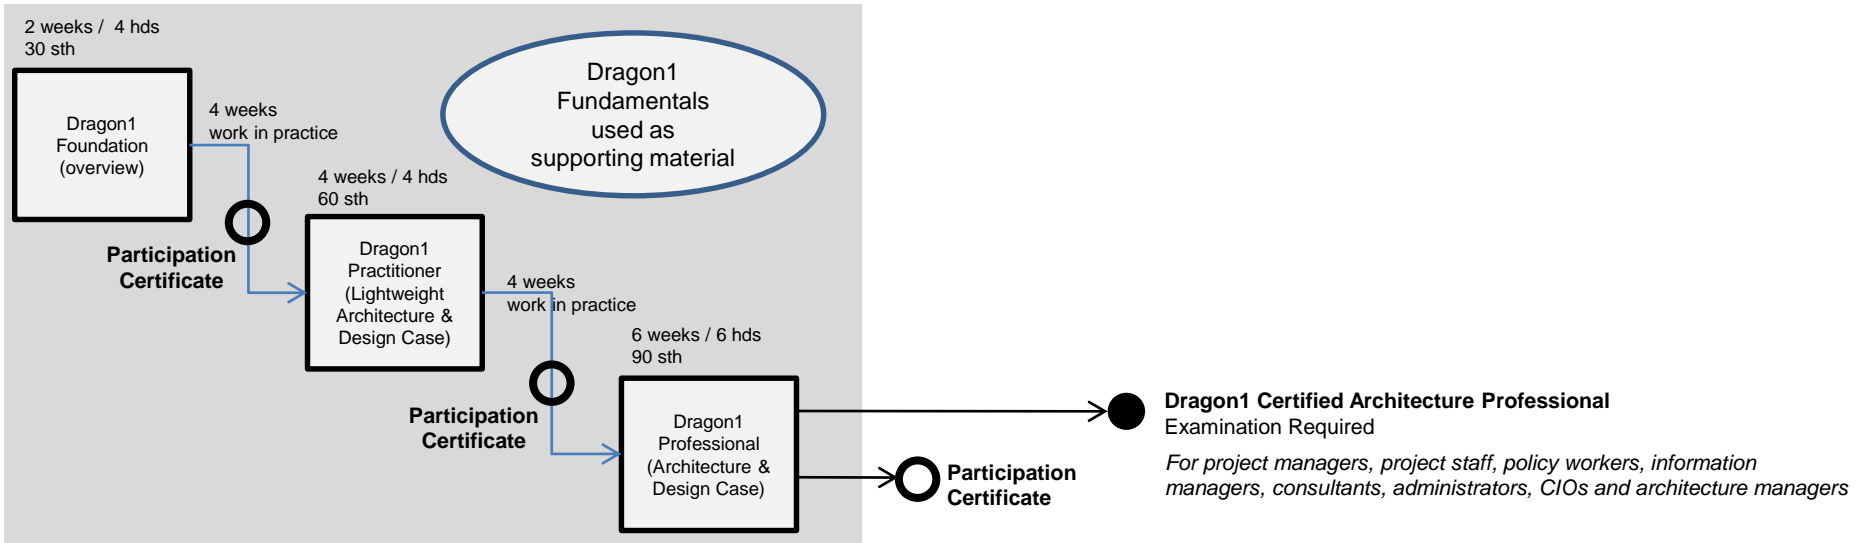 2 weeks /  4 hds
30 sth
Dragon1
Foundation
(overview)
4 weeks
work in practice
Dragon1
Fundamentals
used as
supporting material
Participation
Certificate
4 weeks / 4 hds
60 sth
Dragon1
Practitioner
(Lightweight
Architecture &
Design Case)
4 weeks
work in practice
Participation
Certificate
6 weeks / 6 hds
90 sth
Dragon1
Professional
(Architecture &
Design Case)
Dragon1 Certified Architecture Professional
Examination Required
For project managers, project staff, policy workers, information
managers, consultants, administrators, CIOs and architecture managers
Participation
Certificate